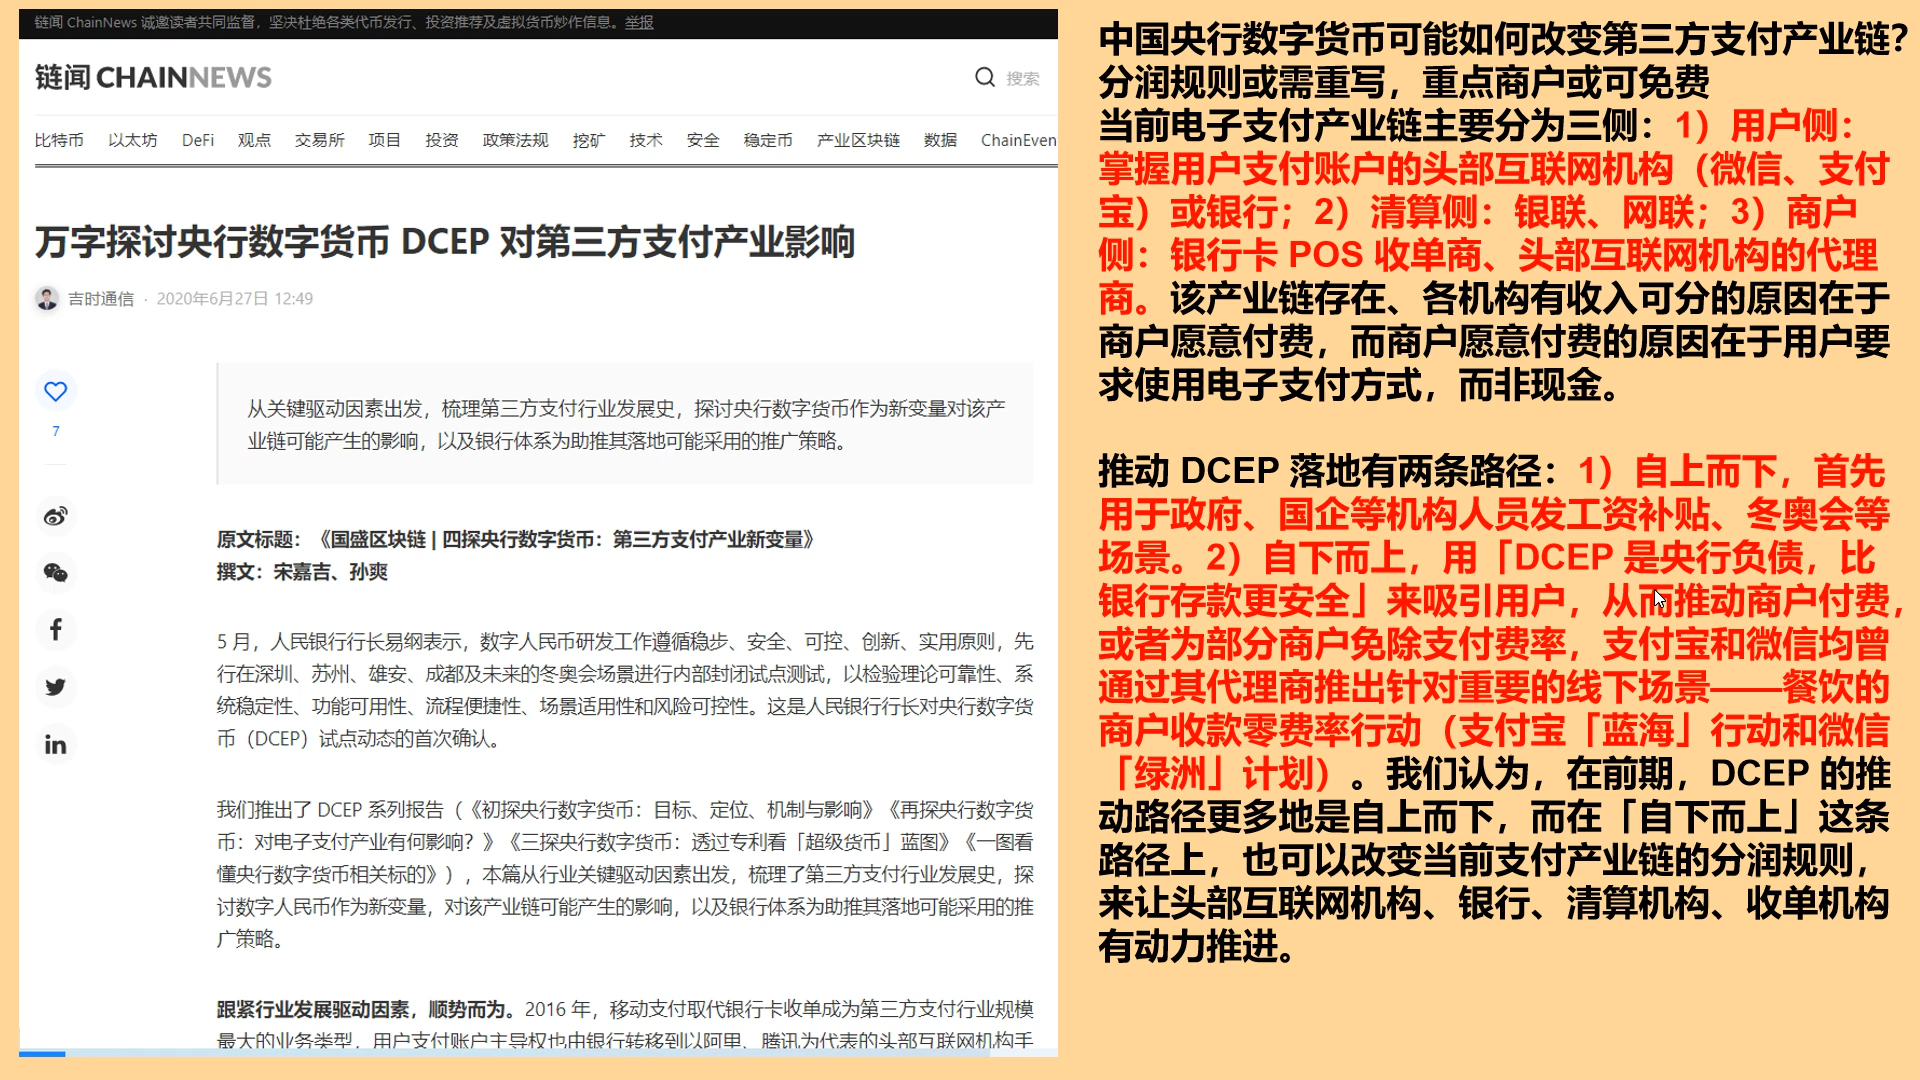 链闻 ChainNews 诚邀读者共同监督，坚决杜绝各类代币发行、投资推荐及虚拟货币炒作信息。举报
链闻 CHAINNEWS
搜索
比特币 以太坊 DeFi 观点 交易所 项目 投资 政策法规 挖矿 技术 安全 稳定币 产业区块链 数据 ChainEven
万字探讨央行数字货币 DCEP 对第三方支付产业影响
吉时通信 · 2020年6月27日 12:49
7
从关键驱动因素出发，梳理第三方支付行业发展史，探讨央行数字货币作为新变量对该产
业链可能产生的影响，以及银行体系为助推其落地可能采用的推广策略。
原文标题：《国盛区块链 | 四探央行数字货币：第三方支付产业新变量》
撰文：宋嘉吉、孙爽
5 月，人民银行行长易纲表示，数字人民币研发工作遵循稳步、安全、可控、创新、实用原则，先
行在深圳、苏州、雄安、成都及未来的冬奥会场景进行内部封闭试点测试，以检验理论可靠性、系
统稳定性、功能可用性、流程便捷性、场景适用性和风险可控性。这是人民银行行长对央行数字货
币（DCEP）试点动态的首次确认。
我们推出了 DCEP 系列报告（《初探央行数字货币：目标、定位、机制与影响》《再探央行数字货
币：对电子支付产业有何影响？》《三探央行数字货币：透过专利看「超级货币」蓝图》《一图看
懂央行数字货币相关标的》），本篇从行业关键驱动因素出发，梳理了第三方支付行业发展史，探
讨数字人民币作为新变量，对该产业链可能产生的影响，以及银行体系为助推其落地可能采用的推
广策略。
跟紧行业发展驱动因素，顺势而为。2016 年，移动支付取代银行卡收单成为第三方支付行业规模
最大的业务类型，用户支付账户主导权也由银行转移到以阿里、腾讯为代表的头部互联网机构手
中国央行数字货币可能如何改变第三方支付产业链？
分润规则或需重写，重点商户或可免费
当前电子支付产业链主要分为三侧：1）用户侧：
掌握用户支付账户的头部互联网机构（微信、支付
宝）或银行；2）清算侧：银联、网联；3）商户
侧：银行卡 POS 收单商、头部互联网机构的代理
商。该产业链存在、各机构有收入可分的原因在于
商户愿意付费，而商户愿意付费的原因在于用户要
求使用电子支付方式，而非现金。
推动 DCEP 落地有两条路径：1）自上而下，首先
用于政府、国企等机构人员发工资补贴、冬奥会等
场景。2）自下而上，用「DCEP 是央行负债，比
银行存款更安全」来吸引用户，从而推动商户付费，
或者为部分商户免除支付费率，支付宝和微信均曾
通过其代理商推出针对重要的线下场景——餐饮的
商户收款零费率行动（支付宝「蓝海」行动和微信
「绿洲」计划）。我们认为，在前期，DCEP 的推
动路径更多地是自上而下，而在「自下而上」这条
路径上，也可以改变当前支付产业链的分润规则，
来让头部互联网机构、银行、清算机构、收单机构
有动力推进。